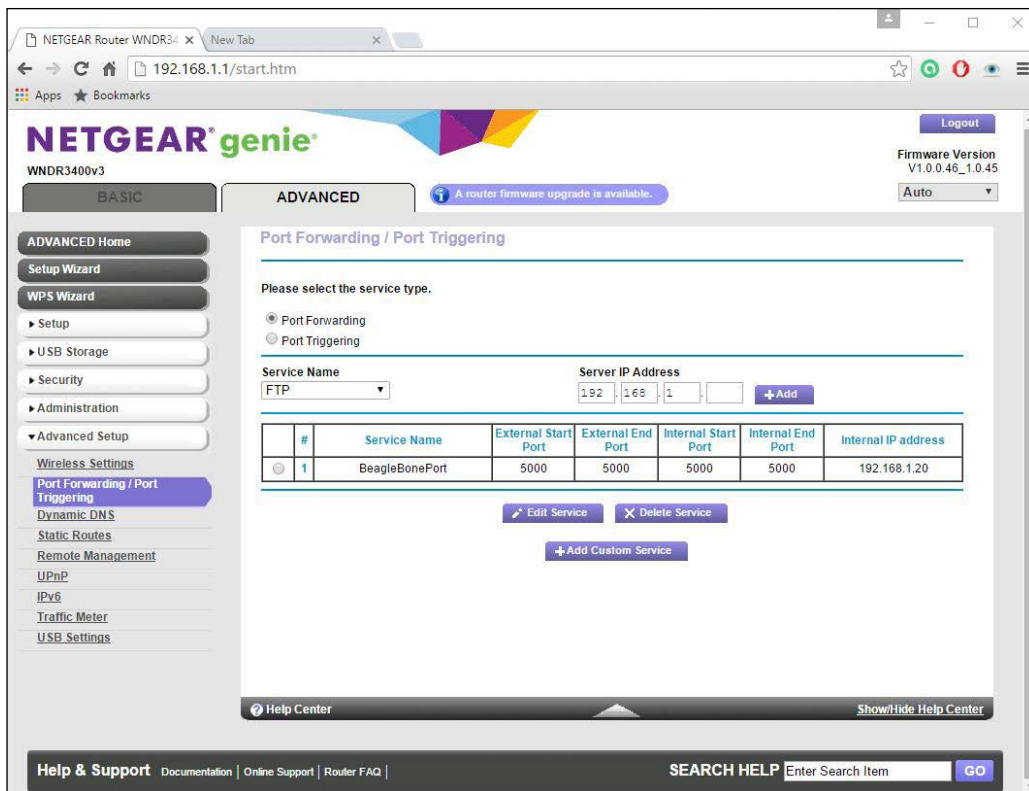 NETGEAR Router WNDR34 New Tab
192.168.1.1/start.htm
Apps Bookmarks
NETGEAR® genie®
Logout
WNDR3400v3
Firmware Version
V1.0.0.46_1.0.45
BASIC ADVANCED A router firmware upgrade is available. Auto
ADVANCED Home
Setup Wizard
WPS Wizard
Setup
USB Storage
Security
Administration
Advanced Setup
Wireless Settings
Port Forwarding / Port
Triggering
Dynamic DNS
Static Routes
Remote Management
UPnP
IPv6
Traffic Meter
USB Settings
Port Forwarding / Port Triggering
Please select the service type.
Port Forwarding
Port Triggering
Service Name Server IP Address
FTP 192 . 168 . 1 . +Add
# Service Name External Start Port External End Port Internal Start Port Internal End Port Internal IP address
1 BeagleBonePort 5000 5000 5000 5000 192.168.1.20
Edit Service X Delete Service
+Add Custom Service
? Help Center Show/Hide Help Center
Help & Support Documentation | Online Support | Router FAQ | SEARCH HELP Enter Search Item GO